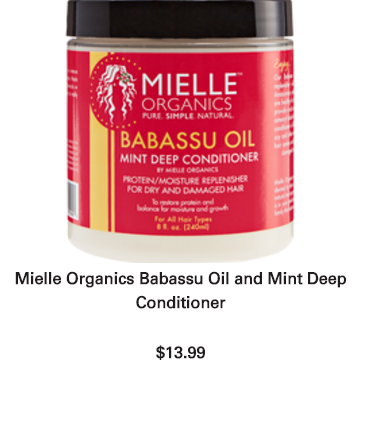 MIELLE
ORGANICS
PURE. SIMPLE NATURAL.
BABASSU OIL
MINT DEEP CONDITIONER
BY MIELLE ORGANICS
PROTEIN/MOISTURE REPLENISHER
FOR DRY AND DAMAGED HAIR
To restore protein and
balance for moisture and growth
For All Hair Types
8 fl. oz. (240ml)
Mielle Organics Babassu Oil and Mint Deep
Conditioner
$13.99